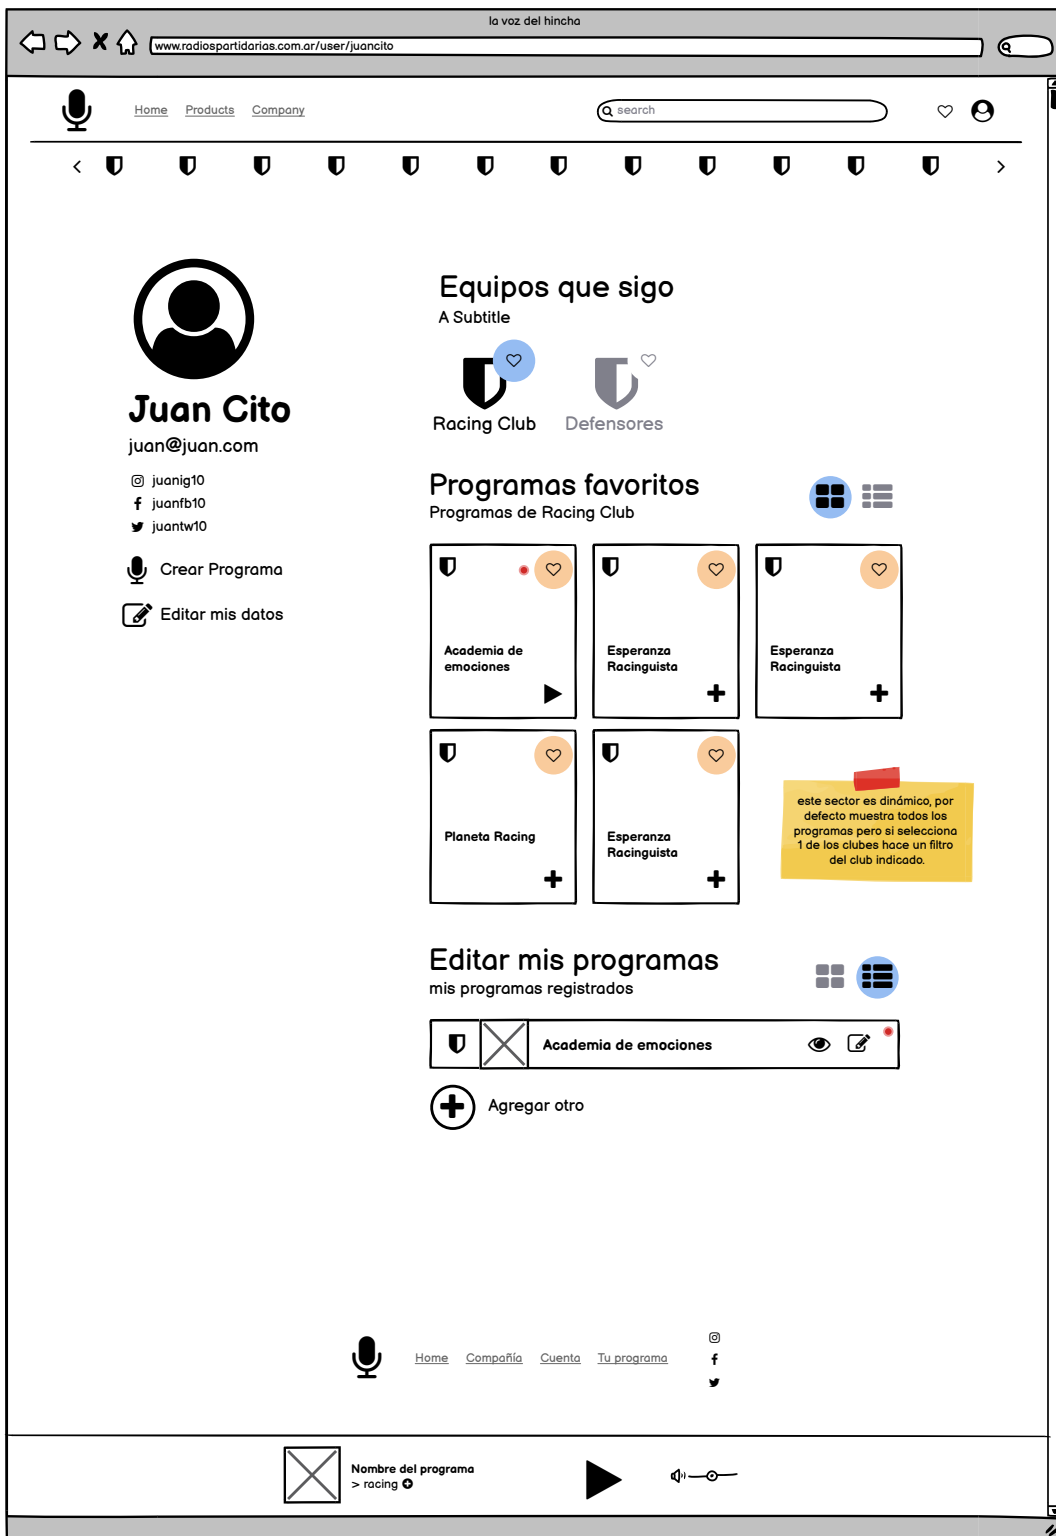 la voz del hincha
www.radiospartidarias.com.ar/user/juancito
Home Products Company
search
Juan Cito
juan@juan.com
juanig10
juanfb10
juantw10
Crear Programa
Editar mis datos
Equipos que sigo
A Subtitle
Racing Club
Defensores
Programas favoritos
Programas de Racing Club
Academia de
emociones
Esperanza
Racinguista
Esperanza
Racinguista
Planeta Racing
Esperanza
Racinguista
este sector es dinámico, por
defecto muestra todos los
programas pero si selecciona
1 de los clubes hace un filtro
del club indicado.
Editar mis programas
mis programas registrados
Academia de emociones
Agregar otro
Home Compañía Cuenta Tu programa
Nombre del programa
> racing